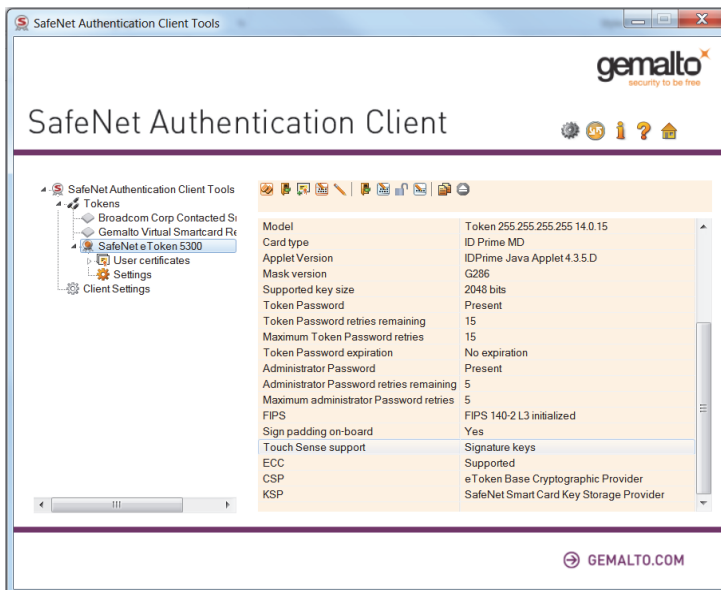 SafeNet Authentication Client Tools
gemalto
security to be free
SafeNet Authentication Client
SafeNet Authentication Client Tools
Tokens
Broadcom Corp Contacted Sr
Gemalto Virtual Smartcard Re
SafeNet eToken 5300
User certificates
Settings
Client Settings
Model Token 255.255.255.255 14.0.15
Card type ID Prime MD
Applet Version IDPrime Java Applet 4.3.5.D
Mask version G286
Supported key size 2048 bits
Token Password Present
Token Password retries remaining 15
Maximum Token Password retries 15
Token Password expiration No expiration
Administrator Password Present
Administrator Password retries remaining 5
Maximum administrator Password retries 5
FIPS FIPS 140-2 L3 initialized
Sign padding on-board Yes
Touch Sense support Signature keys
ECC Supported
CSP eToken Base Cryptographic Provider
KSP SafeNet Smart Card Key Storage Provider
GEMALTO.COM